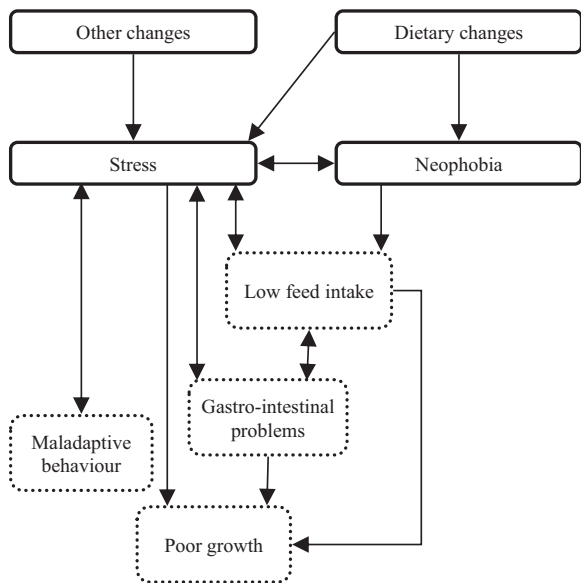 Other changes
Dietary changes
Stress
Neophobia
Low feed intake
Gastro-intestinal
problems
Maladaptive
behaviour
Poor growth